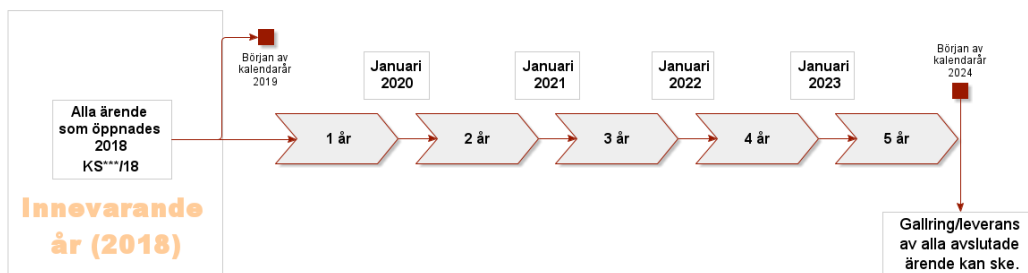 Början av
kalendarår
2019
Januari
2020
Januari
2021
Januari
2022
Januari
2023
Början av
kalendarår
2024
Alla ärende
som öppnades
2018
KS***/18
1 år
2 år
3 år
4 år
5 år
Innevarande
år (2018)
Gallring/leverans
av alla avslutade
ärende kan ske.